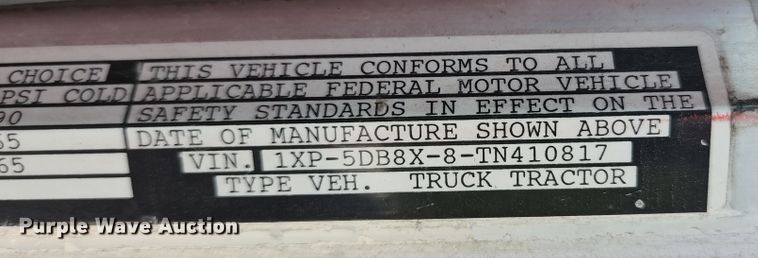 CHOICE THIS VEHICLE CONFORMS TO ALL
PSI COLD APPLICABLE FEDERAL MOTOR VEHICLE
90 SAFETY STANDARDS IN EFFECT ON THE
65 DATE OF MANUFACTURE SHOWN ABOVE
65 VIN. 1XP-5DB8X-8-TN410817
TYPE VEH. TRUCK TRACTOR
Purple Wave Auction